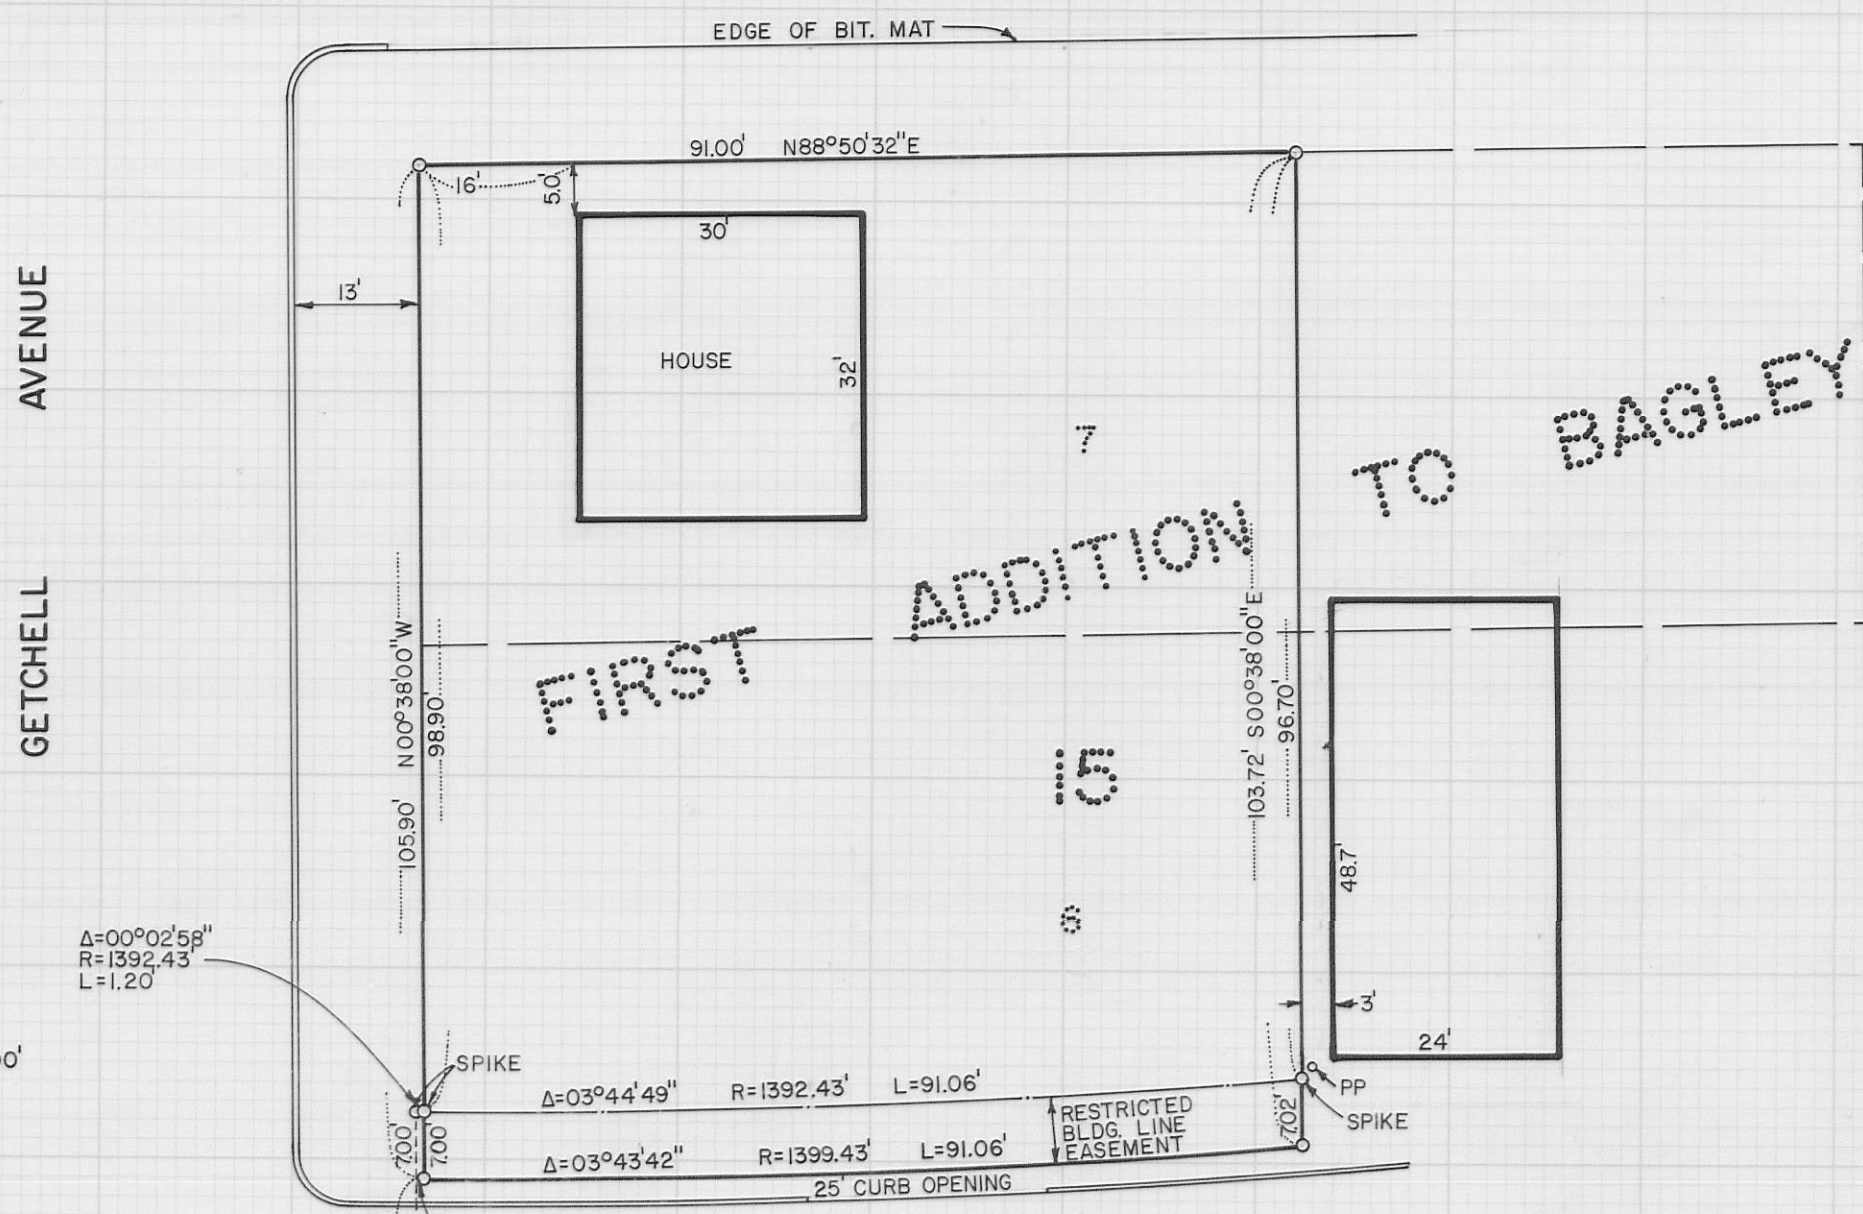 EDGE OF BIT. MAT
91.00' N88°50'32"E
16'
5.0'
30'
13'
HOUSE
32'
GETCHELL AVENUE
7
FIRST ADDITION TO BAGLEY
N00°38'00"W
98.90'
105.90'
103.72' S00°38'00"E
96.70'
15
48.7'
8
Δ=00°02'58"
R=1392.43'
L=1.20'
3'
24'
00'
SPIKE
Δ=03°44'49" R=1392.43' L=91.06'
PP
SPIKE
RESTRICTED
BLDG. LINE
EASEMENT
7.02'
7.00'
7.00'
Δ=03°43'42" R=1399.43' L=91.06'
25' CURB OPENING